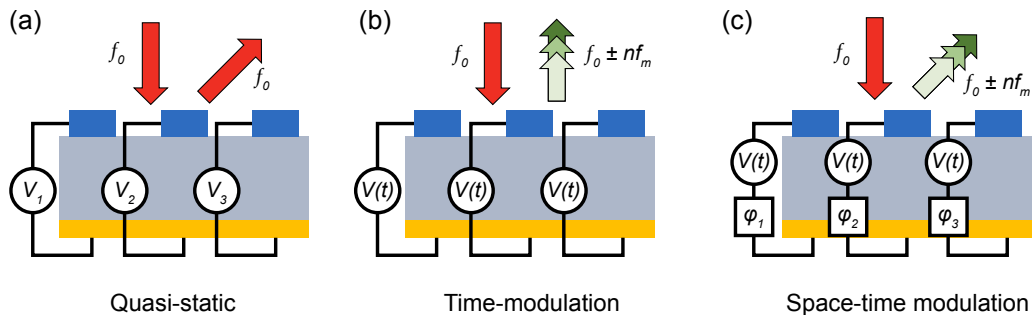 (a)
f0
f0
V1
V2
V3
Quasi-static
(b)
f0
f0 ± nfm
V(t)
V(t)
V(t)
Time-modulation
(c)
f0
f0 ± nfm
V(t)
V(t)
V(t)
φ1
φ2
φ3
Space-time modulation